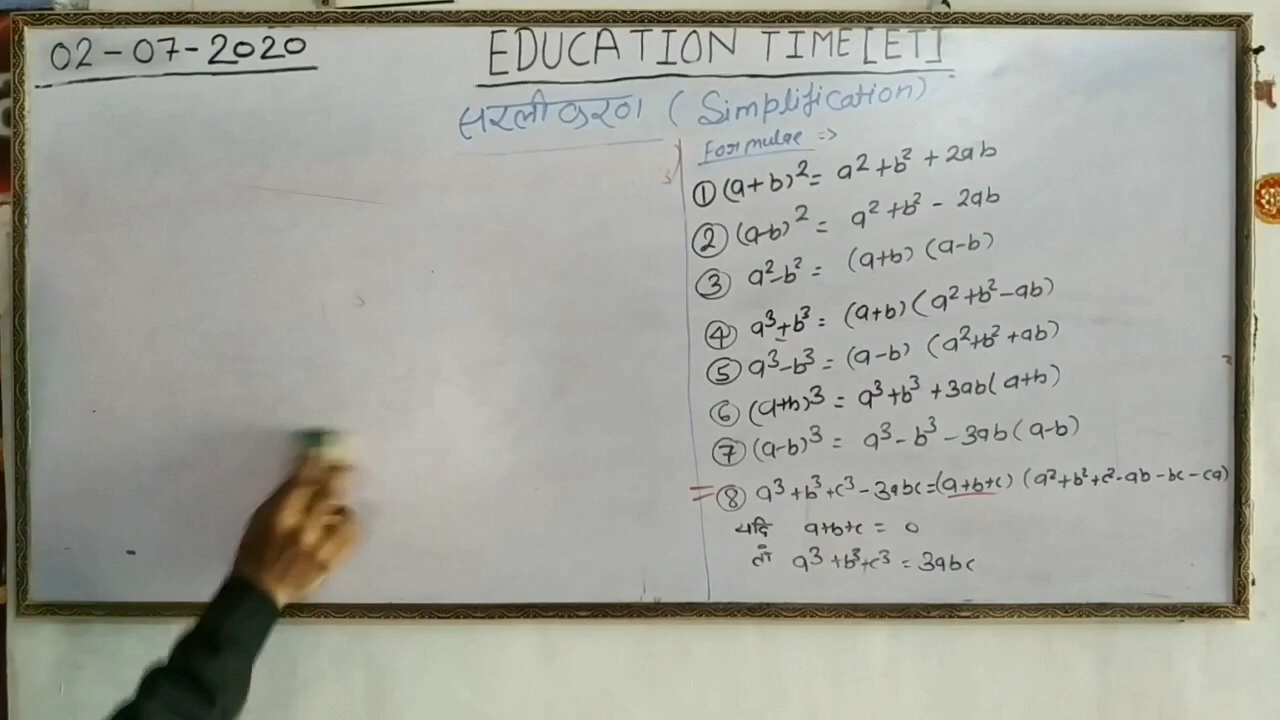 02-07-2020
EDUCATION TIME[ET]
सरलीकरण (Simplification)
Formulae =>
① (a+b)² = a²+b²+2ab
② (a-b)² = a²+b²-2ab
③ a²-b² = (a+b) (a-b)
④ a³+b³ = (a+b) (a²+b²-ab)
⑤ a³-b³ = (a-b) (a²+b²+ab)
⑥ (a+b)³ = a³+b³+3ab(a+b)
⑦ (a-b)³ = a³-b³-3ab(a-b)
⑧ a³+b³+c³-3abc=(a+b+c) (a²+b²+c²-ab-bc-ca)
यदि a+b+c = 0
तो a³+b³+c³ = 3abc